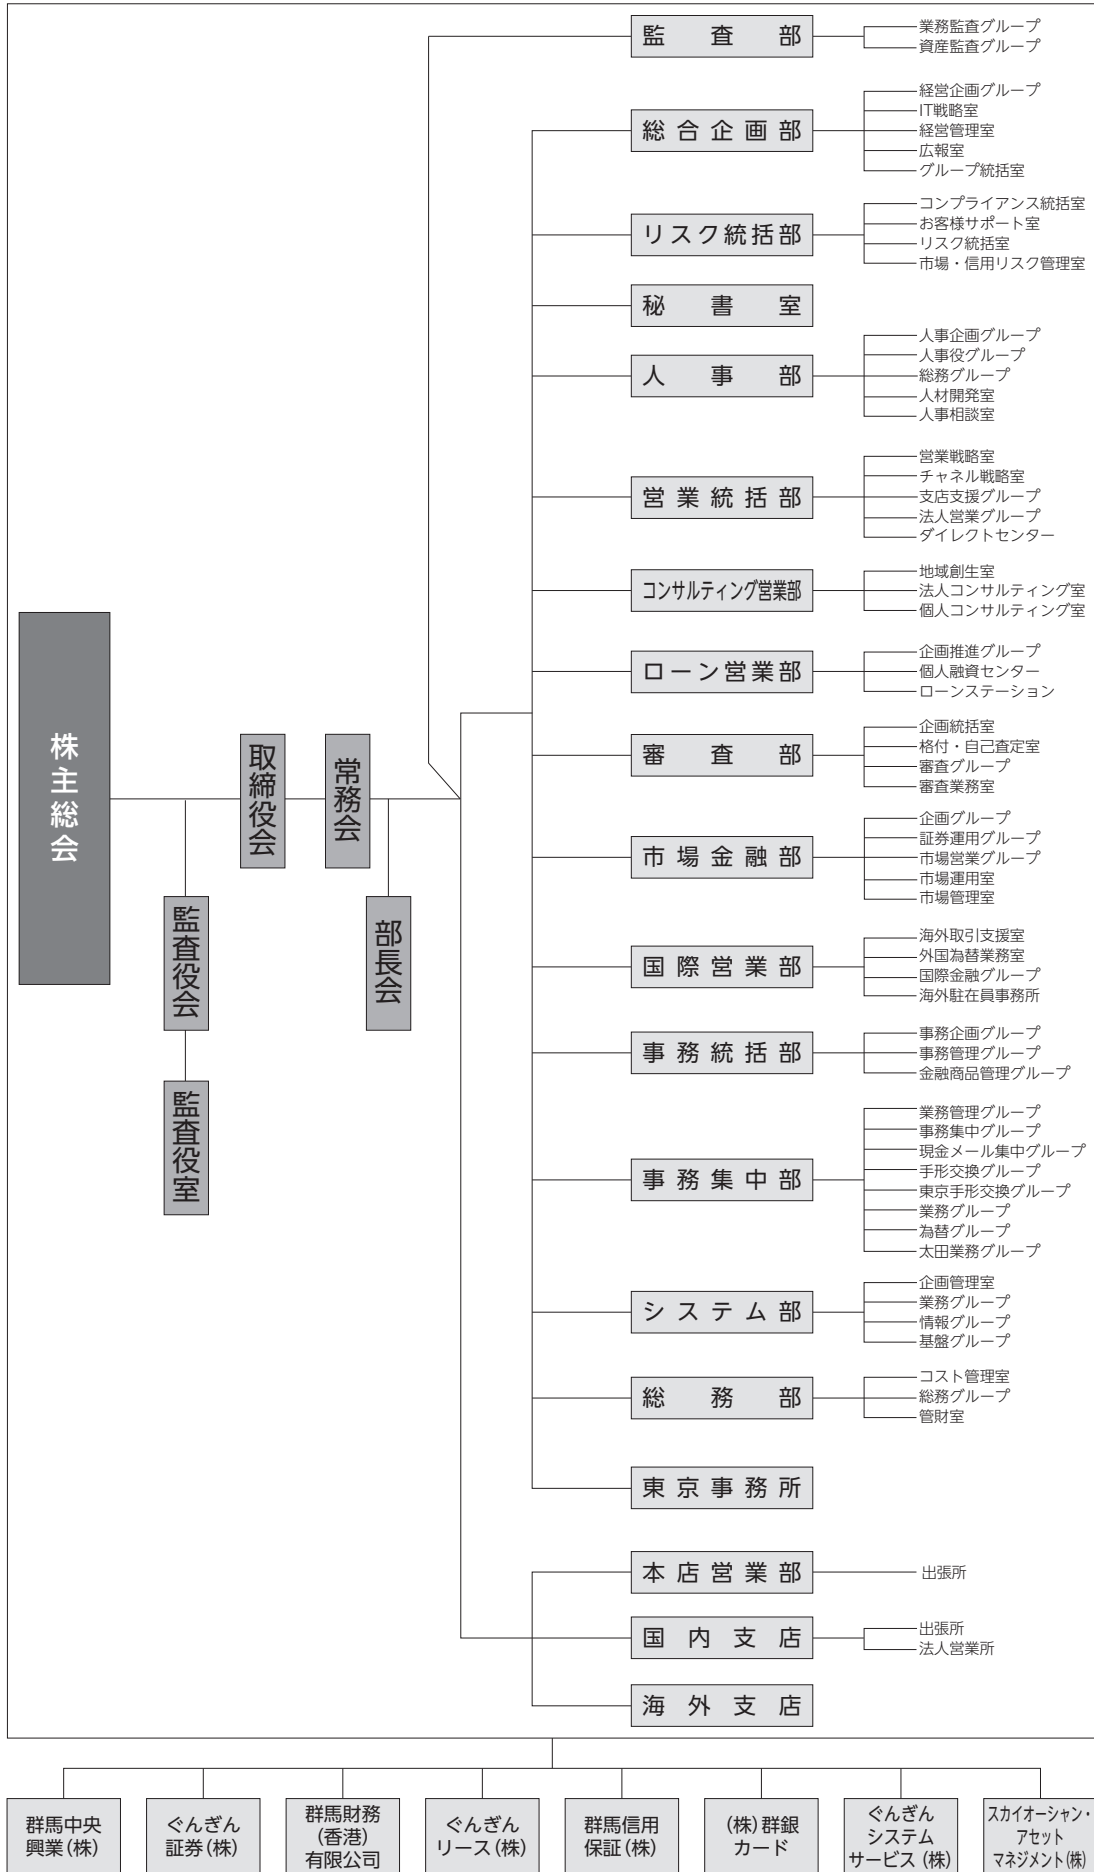 監査部
業務監査グループ
資産監査グループ
総合企画部
経営企画グループ
IT戦略室
経営管理室
広報室
グループ統括室
リスク統括部
コンプライアンス統括室
お客様サポート室
リスク統括室
市場・信用リスク管理室
秘書室
人事部
人事企画グループ
人事役グループ
総務グループ
人材開発室
人事相談室
営業統括部
営業戦略室
チャネル戦略室
支店支援グループ
法人営業グループ
ダイレクトセンター
コンサルティング営業部
地域創生室
法人コンサルティング室
個人コンサルティング室
ローン営業部
企画推進グループ
個人融資センター
ローンステーション
株主総会
取締役会
常務会
監査役会
部長会
監査役室
審査部
企画統括室
格付・自己査定室
審査グループ
審査業務室
市場金融部
企画グループ
証券運用グループ
市場営業グループ
市場運用室
市場管理室
国際営業部
海外取引支援室
外国為替業務室
国際金融グループ
海外駐在員事務所
事務統括部
事務企画グループ
事務管理グループ
金融商品管理グループ
事務集中部
業務管理グループ
事務集中グループ
現金メール集中グループ
手形交換グループ
東京手形交換グループ
業務グループ
為替グループ
太田業務グループ
システム部
企画管理室
業務グループ
情報グループ
基盤グループ
総務部
コスト管理室
総務グループ
管財室
東京事務所
本店営業部
出張所
国内支店
出張所
法人営業所
海外支店
群馬中央
興業(株)
ぐんぎん
証券(株)
群馬財務
(香港)
有限公司
ぐんぎん
リース(株)
群馬信用
保証(株)
(株)群銀
カード
ぐんぎん
システム
サービス(株)
スカイオーシャン・
アセット
マネジメント(株)